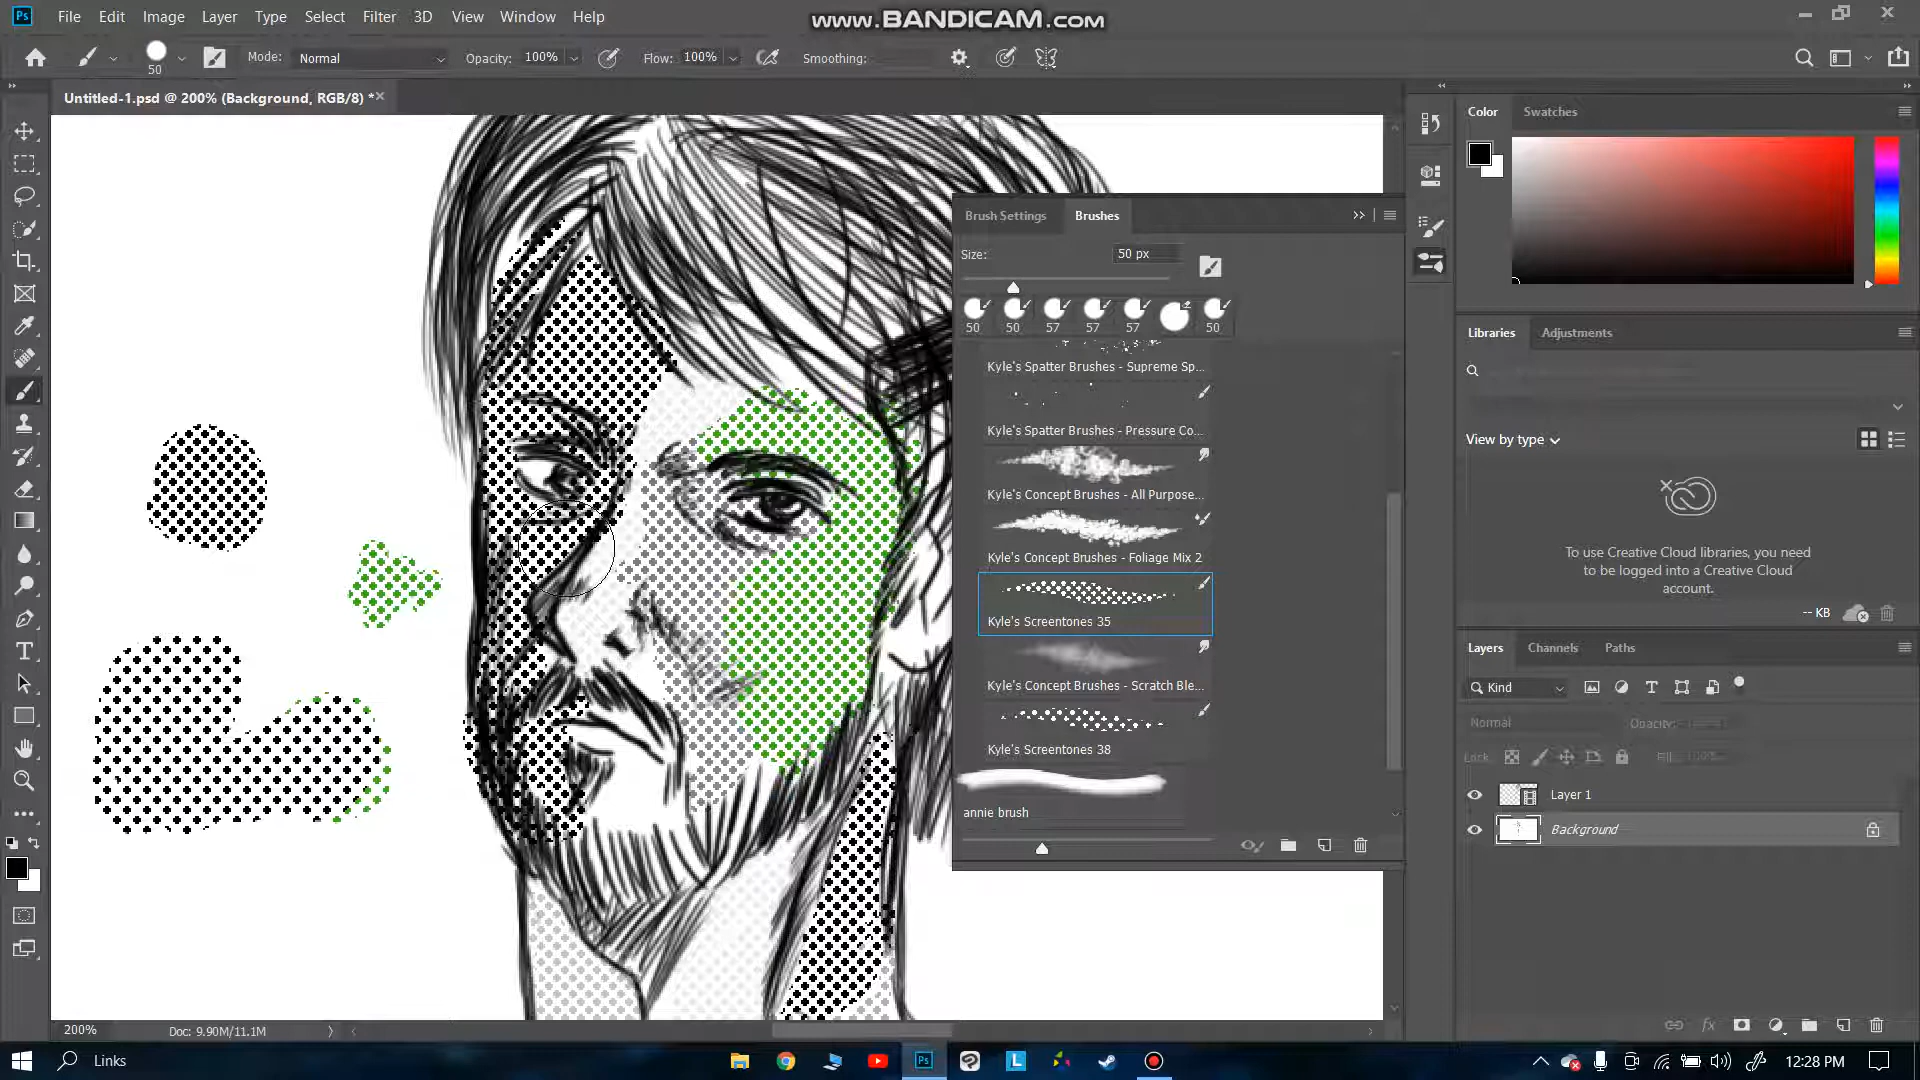 File Edit Image Layer Type Select Filter 3D View Window Help
www.BANDICAM.com
50 Mode: Normal Opacity: 100% Flow: 100% Smoothing:
Untitled-1.psd @ 200% (Background, RGB/8) *
Brush Settings Brushes
Size: 50 px
50 50 57 57 57 50
Kyle's Spatter Brushes - Supreme Sp...
Kyle's Spatter Brushes - Pressure Co...
Kyle's Concept Brushes - All Purpose...
Kyle's Concept Brushes - Foliage Mix 2
Kyle's Screentones 35
Kyle's Concept Brushes - Scratch Ble...
Kyle's Screentones 38
annie brush
Color Swatches
Libraries Adjustments
View by type
To use Creative Cloud libraries, you need
to be logged into a Creative Cloud
account.
-- KB
Layers Channels Paths
Kind
Normal Opacity:
Lock: Fill: 100%
Layer 1
Background
200% Doc: 9.90M/11.1M
Links
12:28 PM